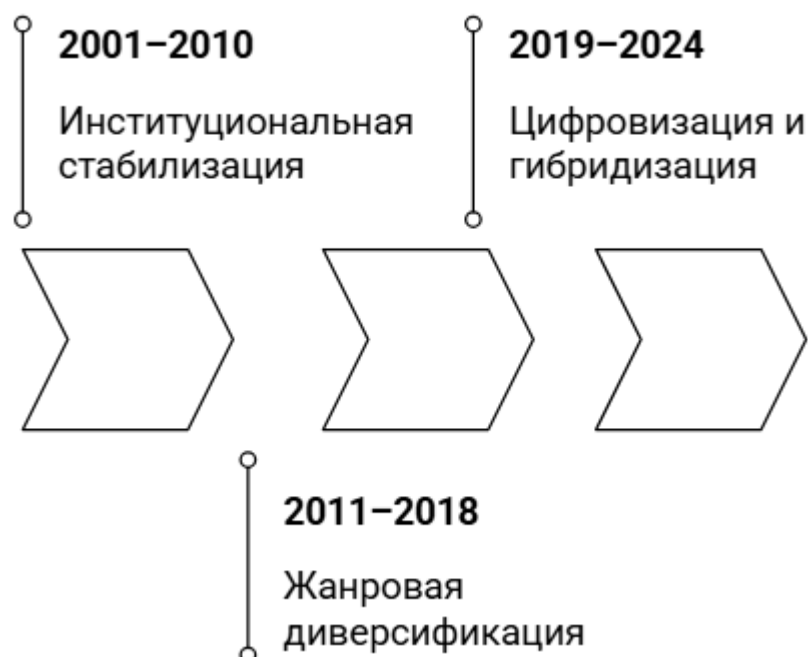 2001–2010
Институциональная
стабилизация
2019–2024
Цифровизация и
гибридизация
2011–2018
Жанровая
диверсификация